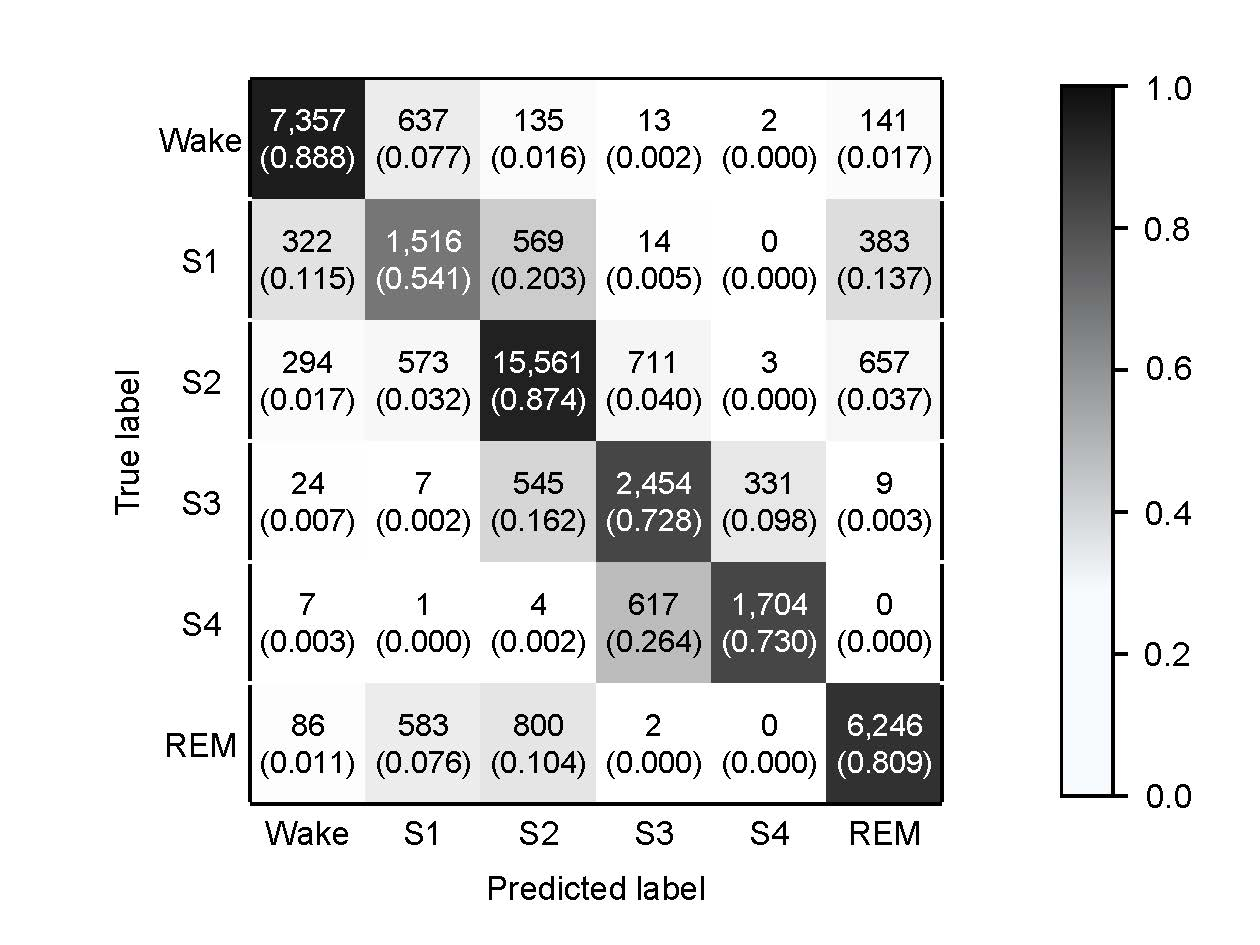 7,357 637 135 13 2 141
Wake
(0.888) (0.077) (0.016) (0.002) (0.000) (0.017)
322 1,516 569 14 0 383
S1
(0.115) (0.541) (0.203) (0.005) (0.000) (0.137)
294 573 15,561 711 3 657
S2
(0.017) (0.032) (0.874) (0.040) (0.000) (0.037)
24 7 545 2,454 331 9
S3
(0.007) (0.002) (0.162) (0.728) (0.098) (0.003)
7 1 4 617 1,704 0
S4
(0.003) (0.000) (0.002) (0.264) (0.730) (0.000)
86 583 800 2 0 6,246
REM
(0.011) (0.076) (0.104) (0.000) (0.000) (0.809)
Wake S1 S2 S3 S4 REM
Predicted label
True label
1.0
0.8
0.6
0.4
0.2
0.0